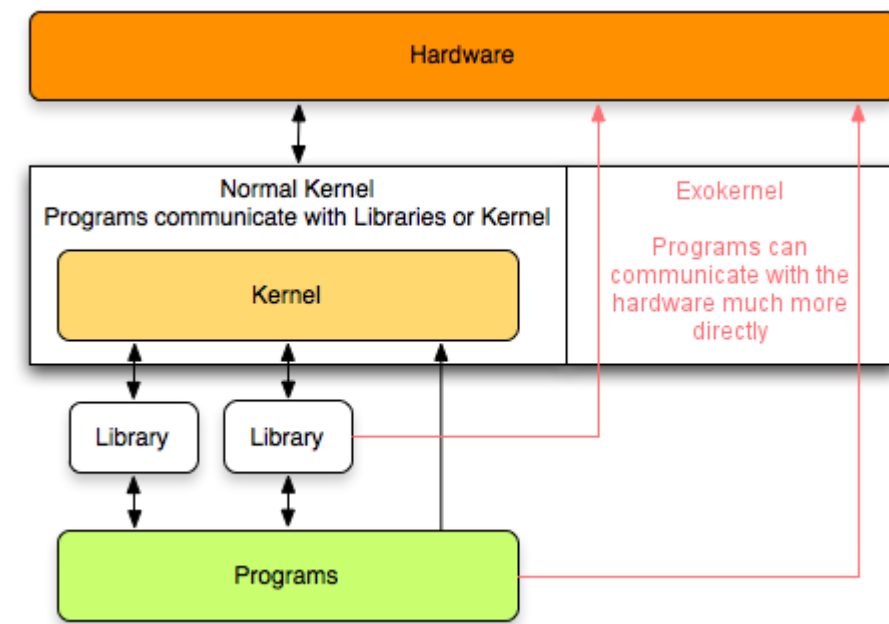 Hardware
Normal Kernel
Programs communicate with Libraries or Kernel
Kernel
Exokernel
Programs can
communicate with the
hardware much more
directly
Library
Library
Programs